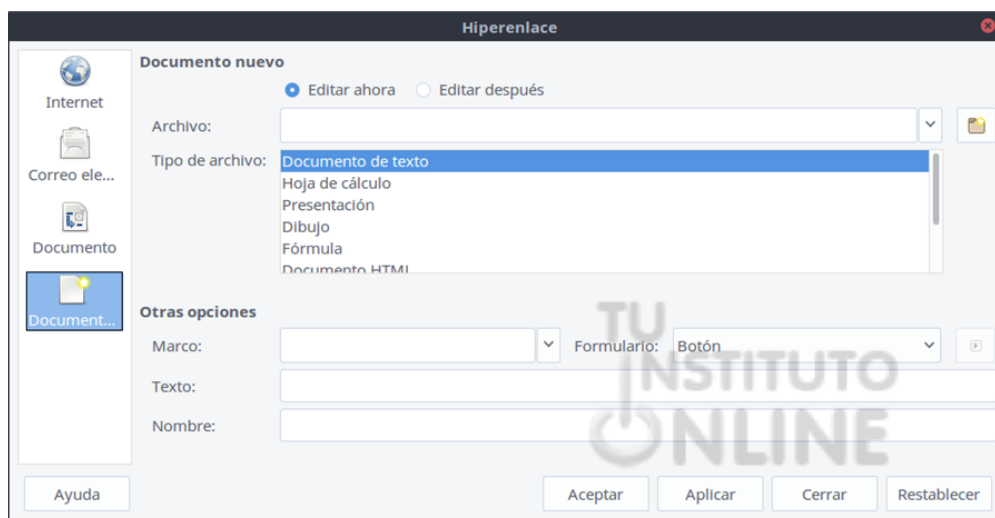 Hiperenlace
Internet
Correo ele...
Documento
Document...
Documento nuevo
Editar ahora Editar después
Archivo:
Tipo de archivo: Documento de texto
Hoja de cálculo
Presentación
Dibujo
Fórmula
Documento HTML
Otras opciones
Marco: Formulario: Botón
Texto:
Nombre:
TU
INSTITUTO
ONLINE
Ayuda Aceptar Aplicar Cerrar Restablecer